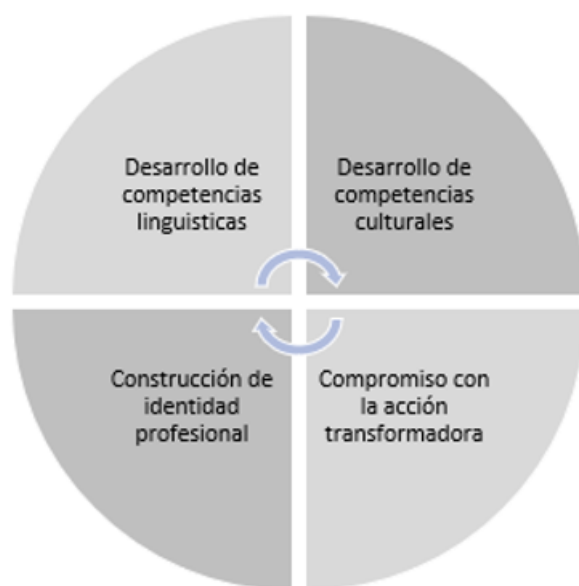 Desarrollo de
competencias
linguisticas
Desarrollo de
competencias
culturales
Construcción de
identidad
profesional
Compromiso con
la acción
transformadora